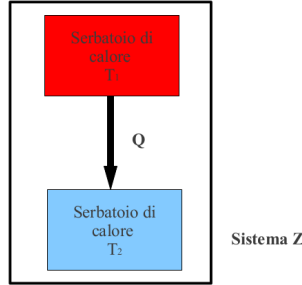 Serbatoio di
calore
T1
Q
Serbatoio di
calore
T2
Sistema Z